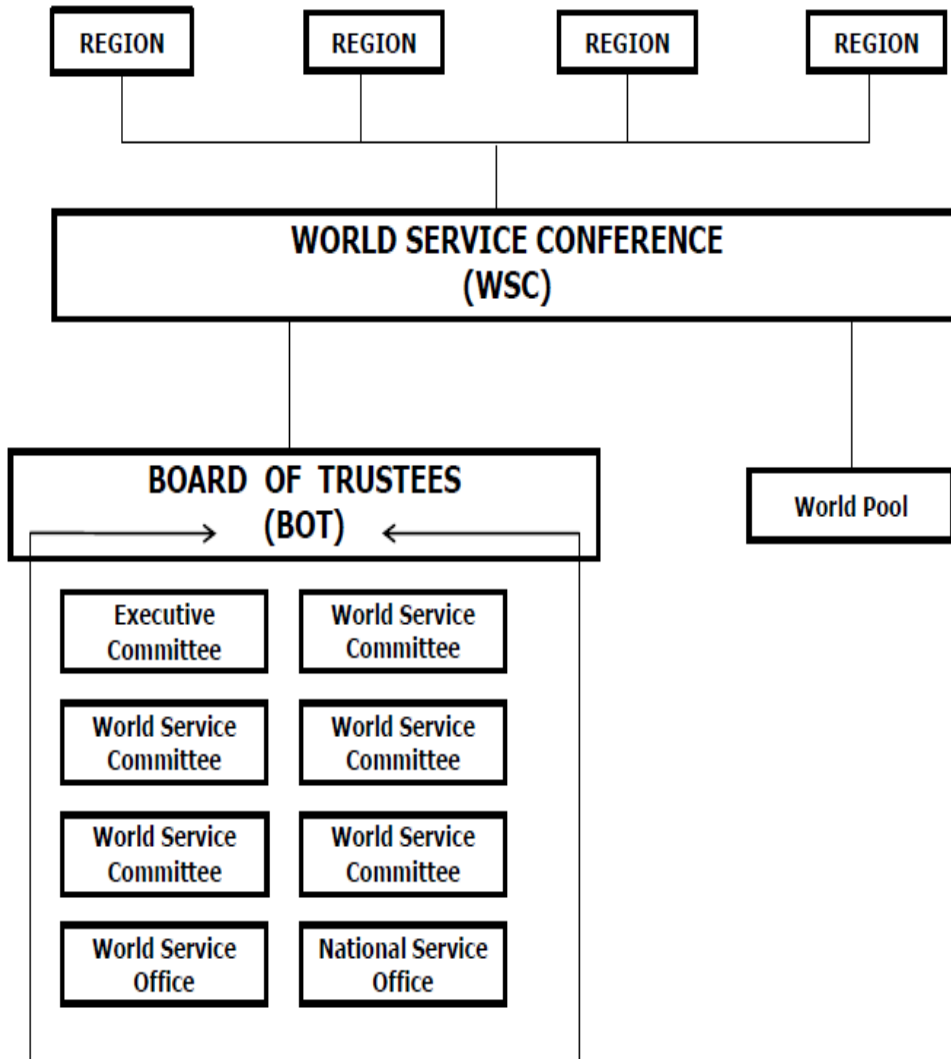 REGION
REGION
REGION
REGION
WORLD SERVICE CONFERENCE
(WSC)
BOARD OF TRUSTEES
(BOT)
World Pool
Executive
Committee
World Service
Committee
World Service
Committee
World Service
Committee
World Service
Committee
World Service
Committee
World Service
Office
National Service
Office